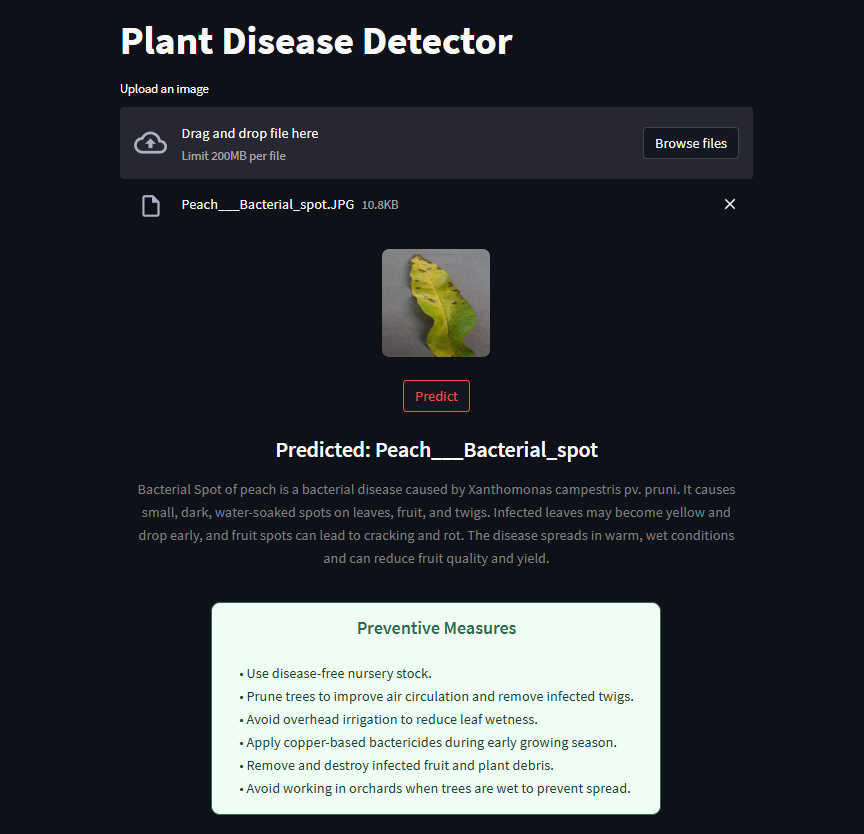 Plant Disease Detector
Upload an image
Drag and drop file here
Limit 200MB per file
Browse files
Peach___Bacterial_spot.JPG 10.8KB
Predict
Predicted: Peach___Bacterial_spot
Bacterial Spot of peach is a bacterial disease caused by Xanthomonas campestris pv. pruni. It causes
small, dark, water-soaked spots on leaves, fruit, and twigs. Infected leaves may become yellow and
drop early, and fruit spots can lead to cracking and rot. The disease spreads in warm, wet conditions
and can reduce fruit quality and yield.
Preventive Measures
• Use disease-free nursery stock.
• Prune trees to improve air circulation and remove infected twigs.
• Avoid overhead irrigation to reduce leaf wetness.
• Apply copper-based bactericides during early growing season.
• Remove and destroy infected fruit and plant debris.
• Avoid working in orchards when trees are wet to prevent spread.